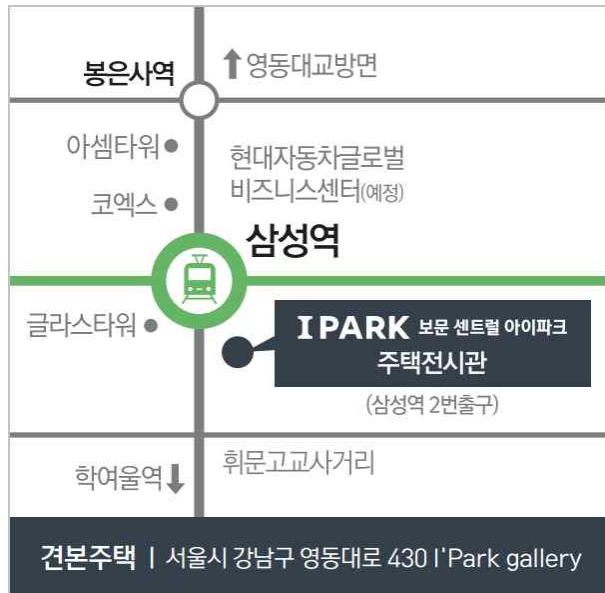 봉은사역
영동대교방면
아셈타워
현대자동차글로벌
비즈니스센터(예정)
코엑스
삼성역
글라스타워
I PARK 보문 센트럴 아이파크
주택전시관
(삼성역 2번출구)
학여울역
휘문고교사거리
견본주택 | 서울시 강남구 영동대로 430 I'Park gallery